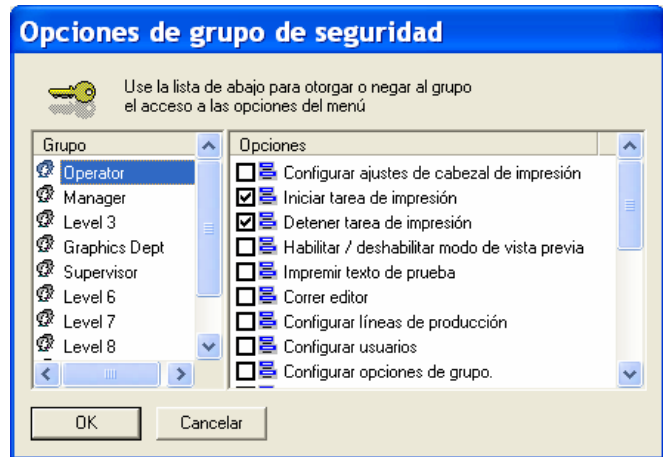 Opciones de grupo de seguridad
Use la lista de abajo para otorgar o negar al grupo
el acceso a las opciones del menú
Grupo
Operator
Manager
Level 3
Graphics Dept
Supervisor
Level 6
Level 7
Level 8
Opciones
Configurar ajustes de cabezal de impresión
Iniciar tarea de impresión
Detener tarea de impresión
Habilitar / deshabilitar modo de vista previa
Imprimir texto de prueba
Correr editor
Configurar líneas de producción
Configurar usuarios
Configurar opciones de grupo.
OK
Cancelar